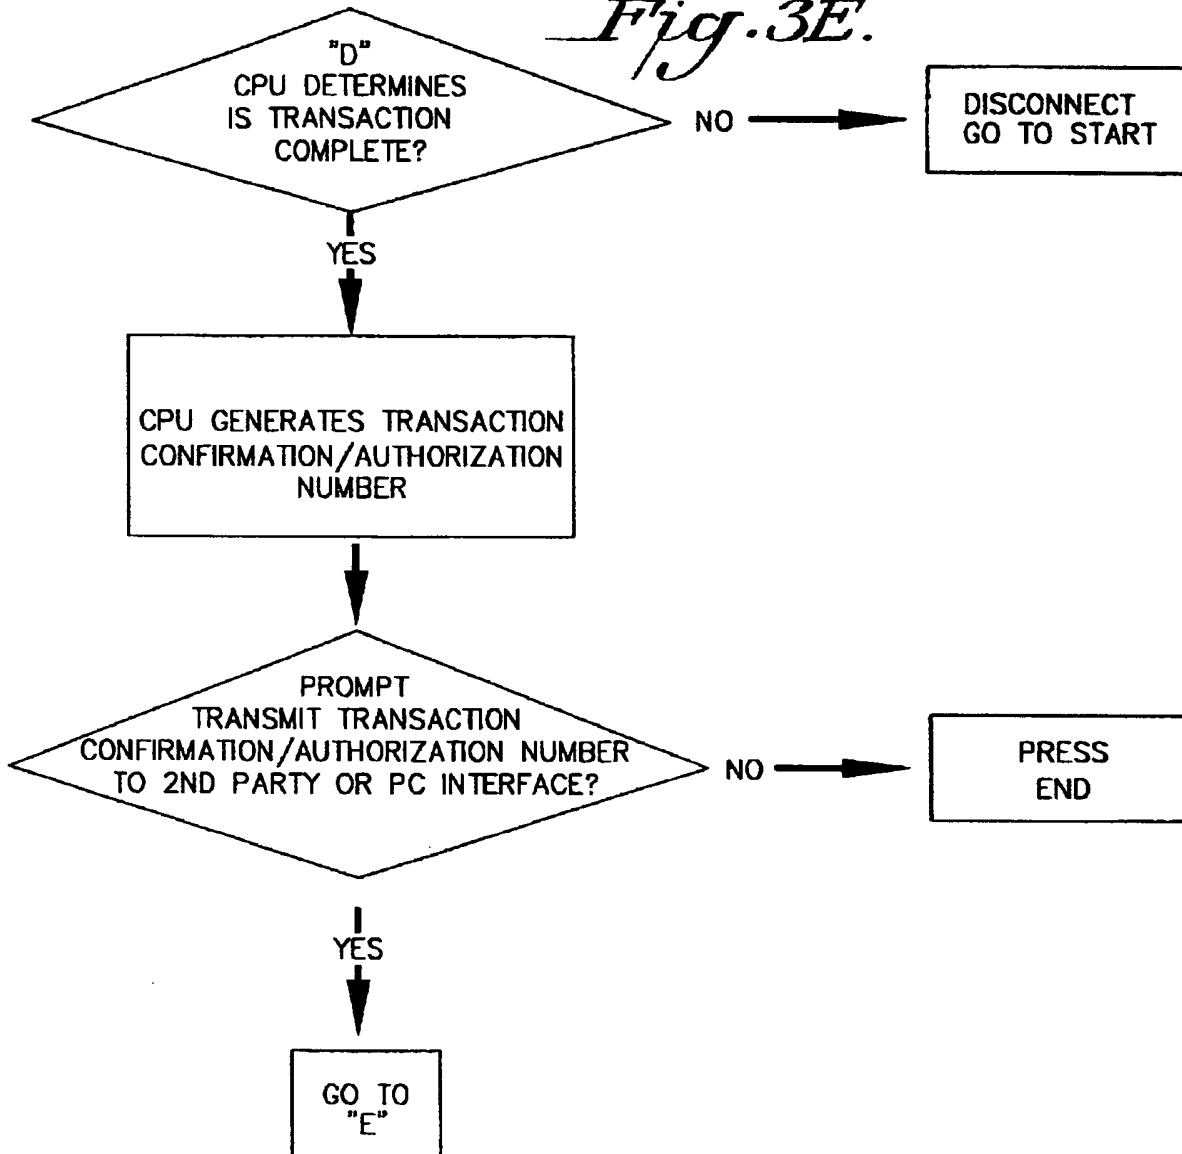 Fig. 3E.
"D"
CPU DETERMINES
IS TRANSACTION
COMPLETE?
NO
DISCONNECT
GO TO START
YES
CPU GENERATES TRANSACTION
CONFIRMATION/AUTHORIZATION
NUMBER
PROMPT
TRANSMIT TRANSACTION
CONFIRMATION/AUTHORIZATION NUMBER
TO 2ND PARTY OR PC INTERFACE?
NO
PRESS
END
YES
GO TO
"E"